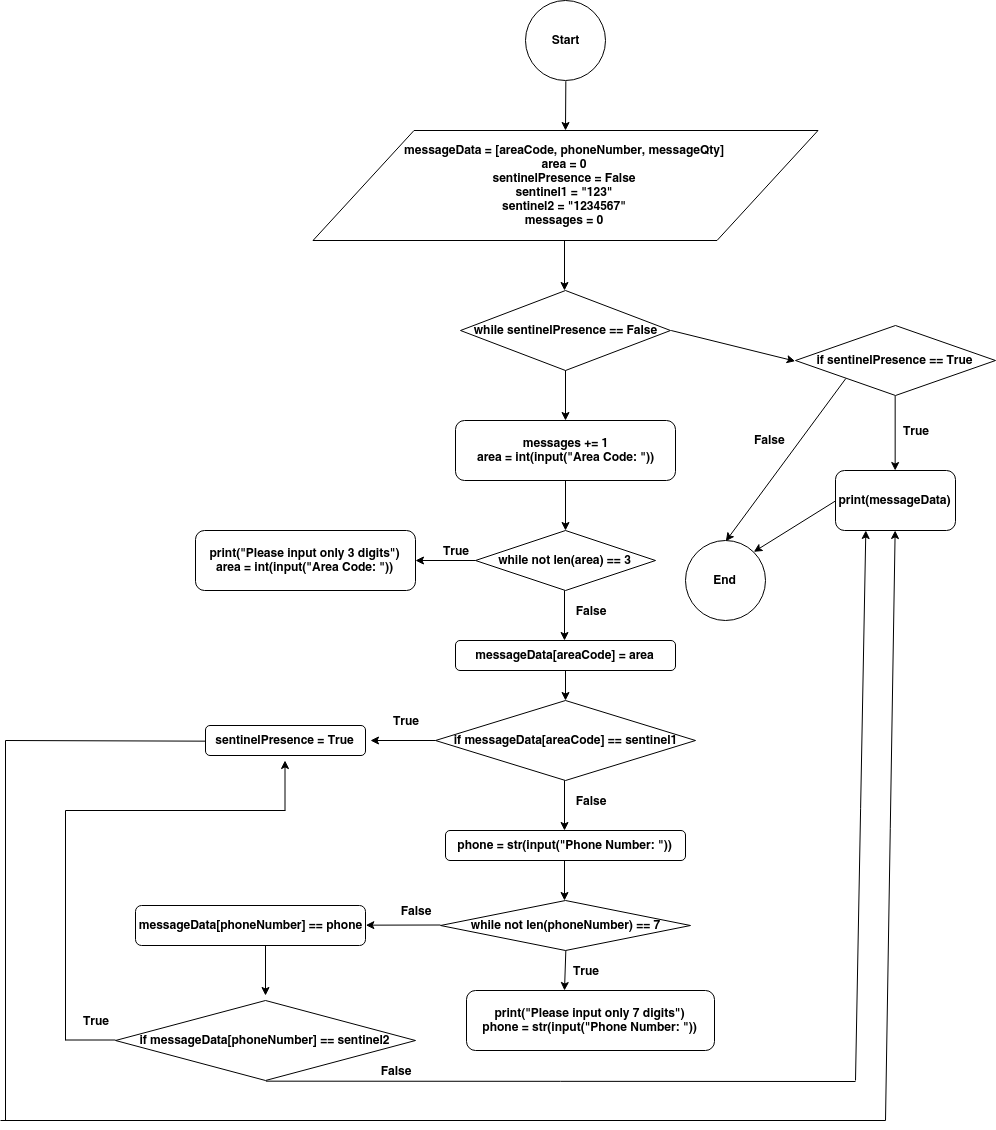 Start
messageData = [areaCode, phoneNumber, messageQty]
area = 0
sentinelPresence = False
sentinel1 = "123"
sentinel2 = "1234567"
messages = 0
while sentinelPresence == False
if sentinelPresence == True
False
True
messages += 1
area = int(input("Area Code: "))
print(messageData)
print("Please input only 3 digits")
area = int(input("Area Code: "))
True
while not len(area) == 3
End
False
messageData[areaCode] = area
True
sentinelPresence = True
if messageData[areaCode] == sentinel1
False
phone = str(input("Phone Number: "))
False
messageData[phoneNumber] == phone
while not len(phoneNumber) == 7
True
print("Please input only 7 digits")
phone = str(input("Phone Number: "))
True
if messageData[phoneNumber] == sentinel2
False